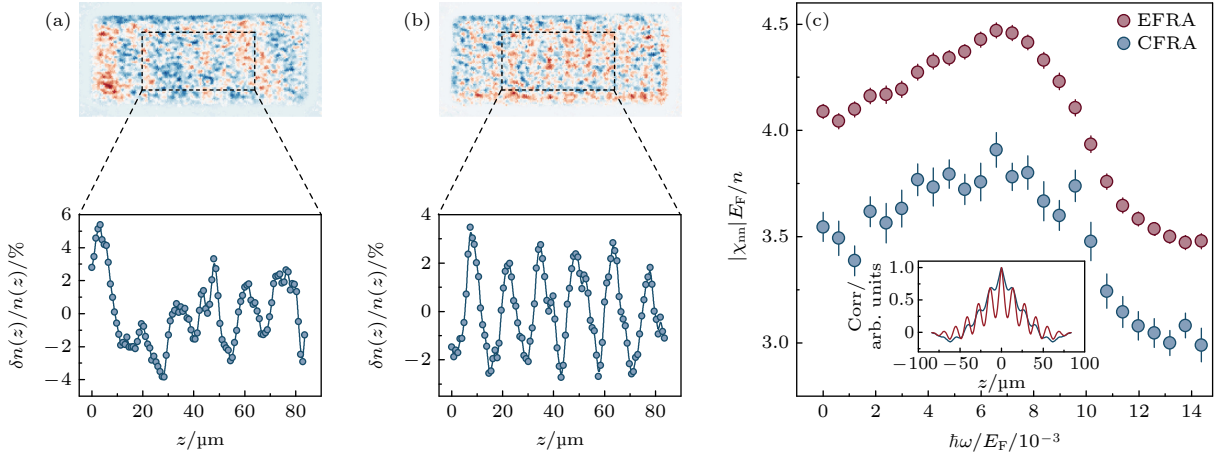 (a)
6
4
2
0
−2
−4
δn(z)/n(z)/%
0 20 40 60 80
z/µm
(b)
4
2
0
−2
δn(z)/n(z)/%
0 20 40 60 80
z/µm
(c)
EFRA
CFRA
4.5
4.0
3.5
3.0
|χnn|EF/n
0 2 4 6 8 10 12 14
ħω/EF/10−3
1.0
0.5
0
Corr/
arb. units
−100 −50 0 50 100
z/µm